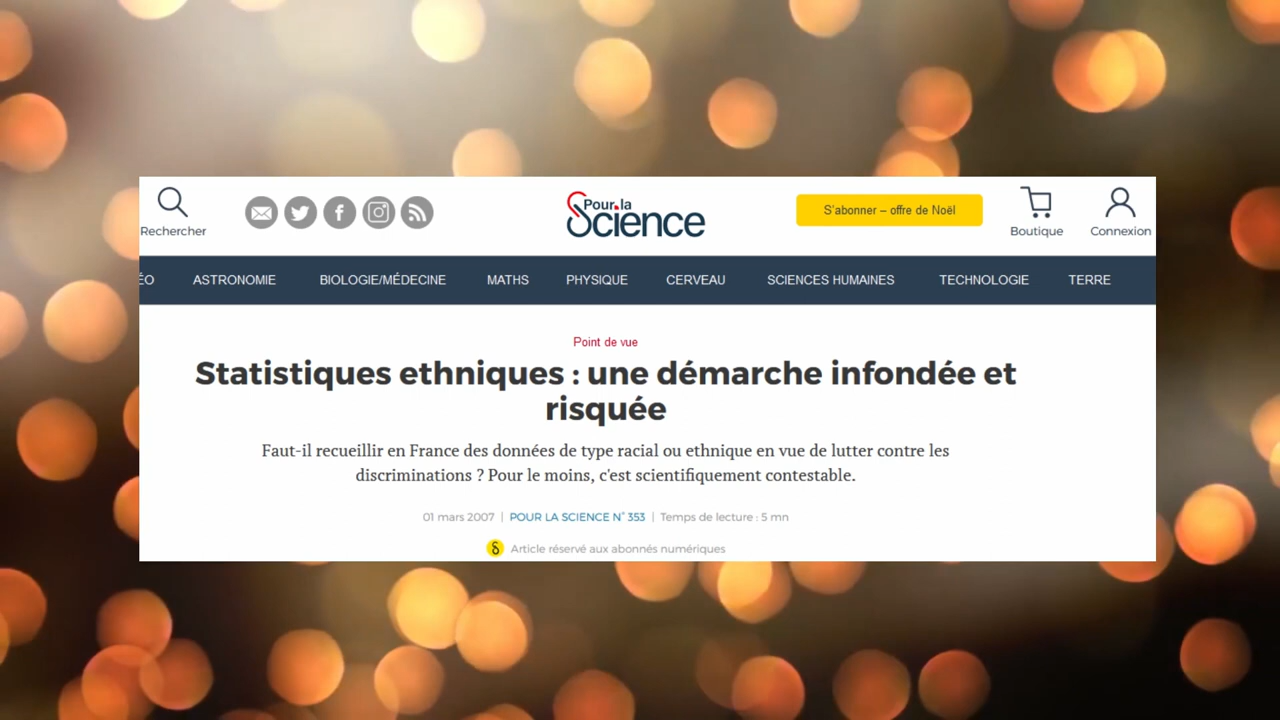 Rechercher
Pour la
Science
S'abonner – offre de Noël
Boutique
Connexion
ÉO
ASTRONOMIE
BIOLOGIE/MÉDECINE
MATHS
PHYSIQUE
CERVEAU
SCIENCES HUMAINES
TECHNOLOGIE
TERRE
Point de vue
Statistiques ethniques : une démarche infondée et
risquée
Faut-il recueillir en France des données de type racial ou ethnique en vue de lutter contre les
discriminations ? Pour le moins, c'est scientifiquement contestable.
01 mars 2007 | POUR LA SCIENCE N° 353 | Temps de lecture : 5 mn
Article réservé aux abonnés numériques